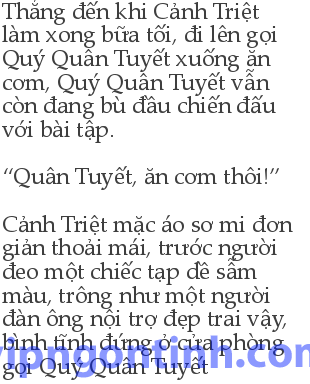 Thẳng đến khi Cảnh Triệt
làm xong bữa tối, đi lên gọi
Quý Quân Tuyết xuống ăn
cơm, Quý Quân Tuyết vẫn
còn đang bù đầu chiến đấu
với bài tập.
“Quân Tuyết, ăn cơm thôi!”
Cảnh Triệt mặc áo sơ mi đơn
giản thoải mái, trước người
đeo một chiếc tạp dề sẫm
màu, trông như một người
đàn ông nội trợ đẹp trai vậy,
bình tĩnh đứng ở cửa phòng
gọi Quý Quân Tuyết
vipngontinh.com